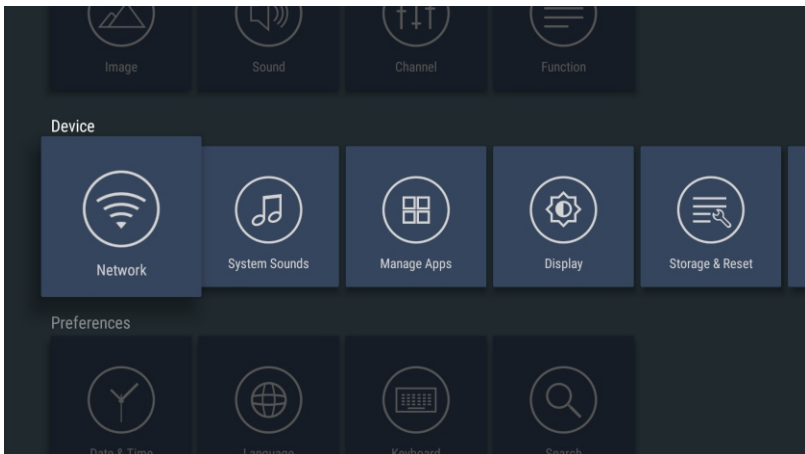 Image
Sound
Channel
Function
Device
Network
System Sounds
Manage Apps
Display
Storage & Reset
Preferences
Date & Time
Language
Keyboard
Search